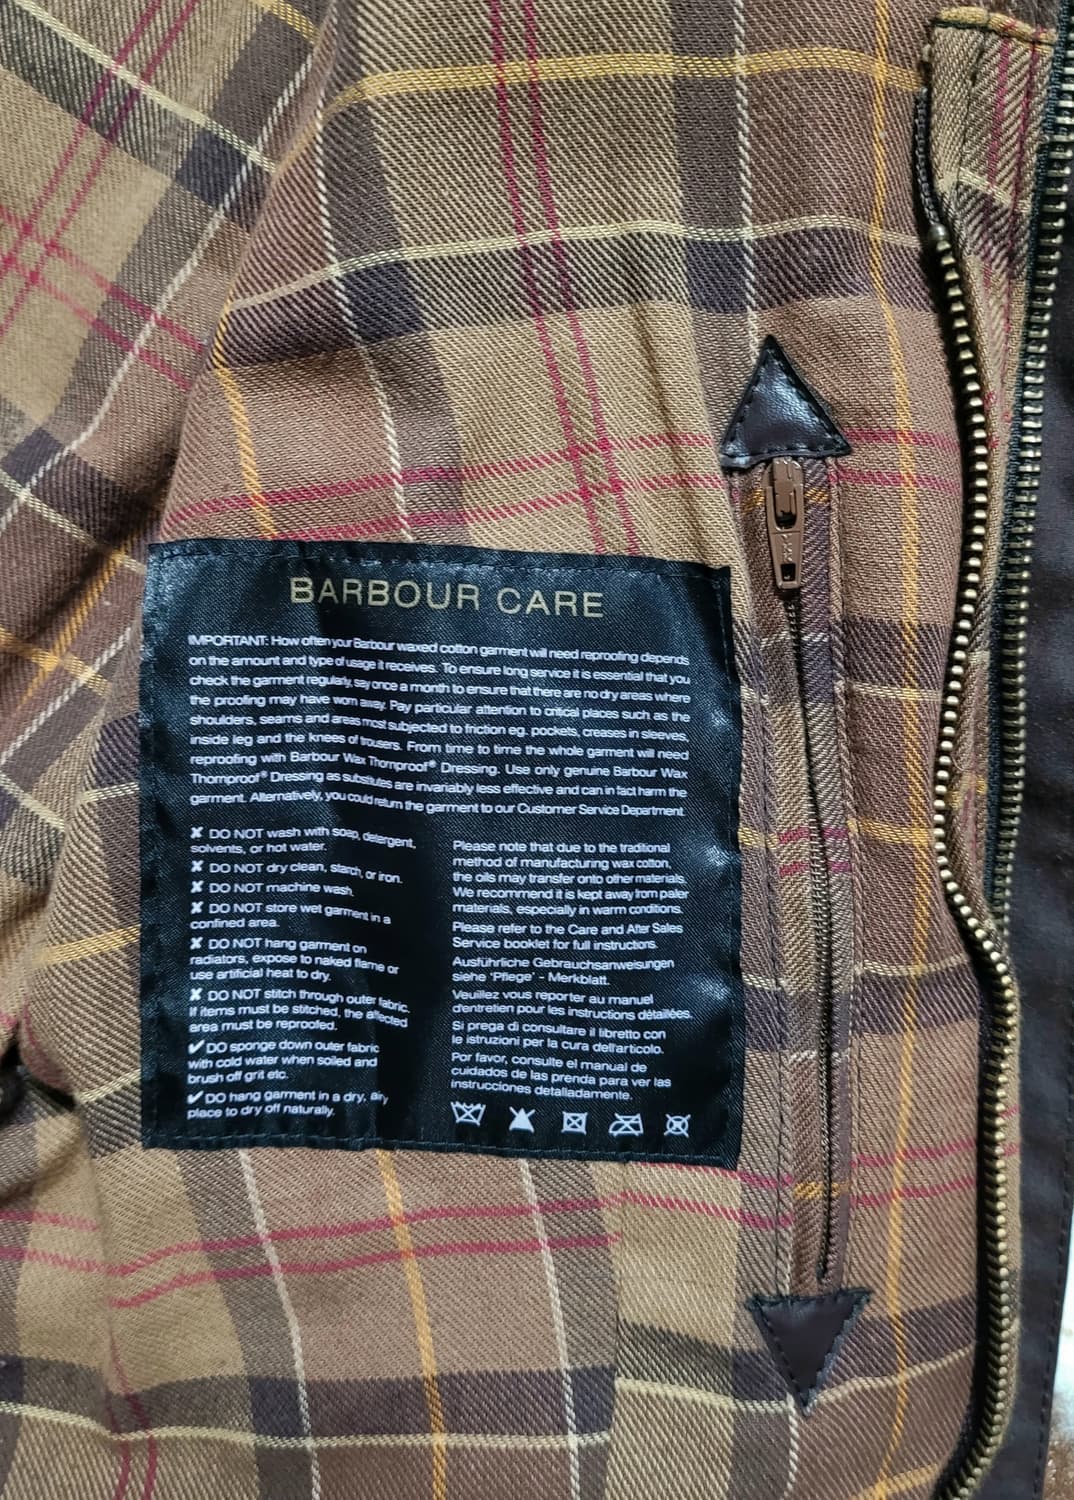 BARBOUR CARE
IMPORTANT: How often your Barbour waxed cotton garment will need reproofing depends
on the amount and type of usage it receives. To ensure long service it is essential that you
check the garment regularly, say once a month to ensure that there are no dry areas where
the proofing may have worn away. Pay particular attention to critical places such as the
shoulders, seams and areas most subjected to friction eg. pockets, creases in sleeves,
inside leg and the knees of trousers. From time to time the whole garment will need
reproofing with Barbour Wax Thornproof® Dressing. Use only genuine Barbour Wax
Thornproof® Dressing as substitutes are invariably less effective and can in fact harm the
garment. Alternatively, you could return the garment to our Customer Service Department.
✘ DO NOT wash with soap, detergent,
solvents, or hot water.
✘ DO NOT dry clean, starch, or iron.
✘ DO NOT machine wash.
✘ DO NOT store wet garment in a
confined area.
✘ DO NOT hang garment on
radiators, expose to naked flame or
use artificial heat to dry.
✘ DO NOT stitch through outer fabric.
If items must be stitched, the affected
area must be reproofed.
✔ DO sponge down outer fabric
with cold water when soiled and
brush off grit etc.
✔ DO hang garment in a dry, airy
place to dry off naturally.
Please note that due to the traditional
method of manufacturing wax cotton,
the oils may transfer onto other materials.
We recommend it is kept away from paler
materials, especially in warm conditions.
Please refer to the Care and After Sales
Service booklet for full instructions.
Ausführliche Gebrauchsanweisungen
siehe 'Pflege' - Merkblatt.
Veuillez vous reporter au manuel
d'entretien pour les instructions détaillées.
Si prega di consultare il libretto con
le istruzioni per la cura dell'articolo.
Por favor, consulte el manual de
cuidados de las prenda para ver las
instrucciones detalladamente.